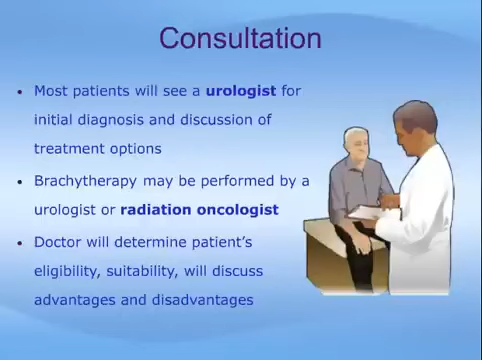 Consultation
• Most patients will see a urologist for
initial diagnosis and discussion of
treatment options
• Brachytherapy may be performed by a
urologist or radiation oncologist
• Doctor will determine patient's
eligibility, suitability, will discuss
advantages and disadvantages